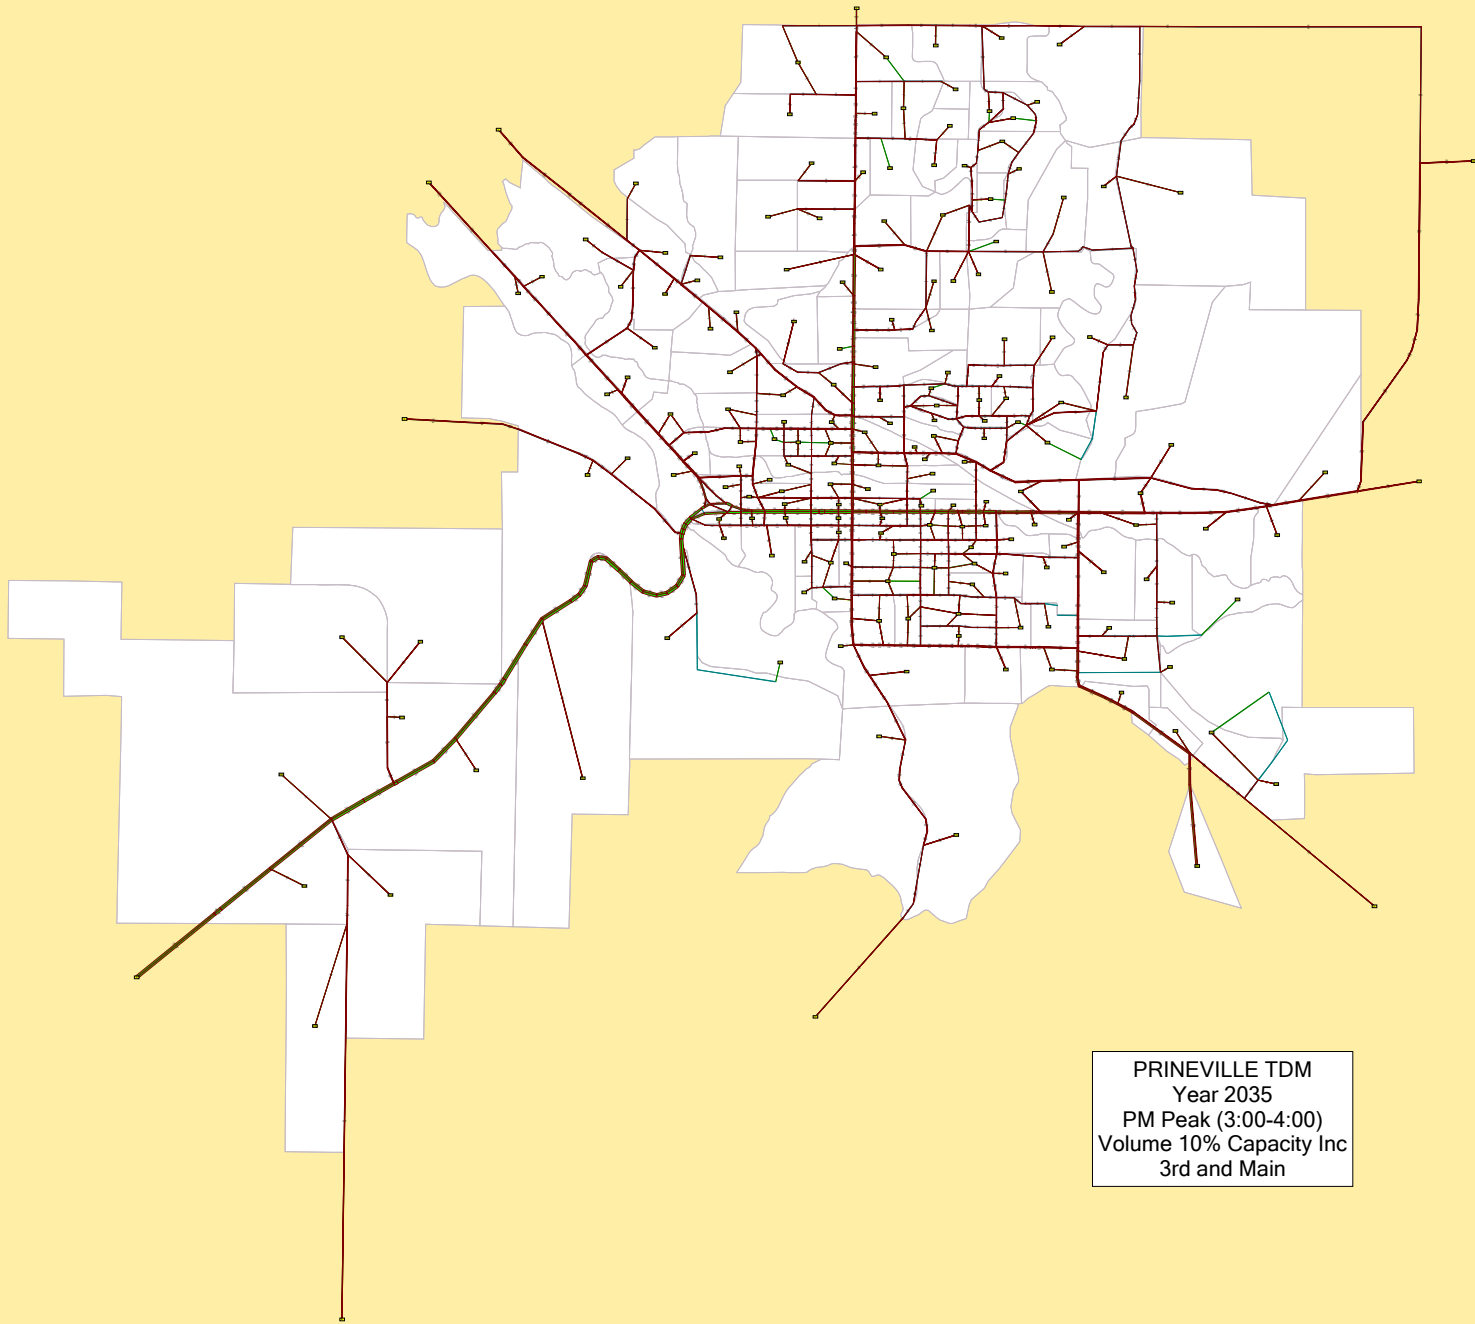 PRINEVILLE TDM
Year 2035
PM Peak (3:00-4:00)
Volume 10% Capacity Inc
3rd and Main